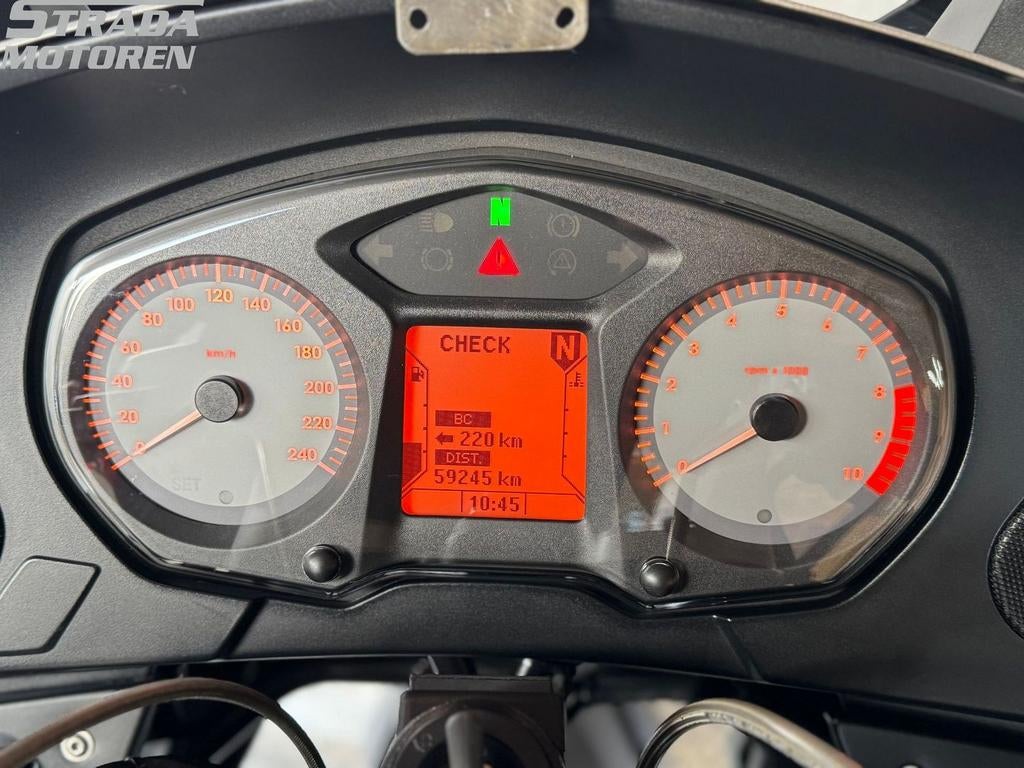 STRADA
MOTOREN
N
CHECK N
BC
220 km
DIST.
59245 km
10:45
0 20 40 60 80 100 120 140 160 180 200 220 240
km/h
SET
0 1 2 3 4 5 6 7 8 9 10
rpm x 1000